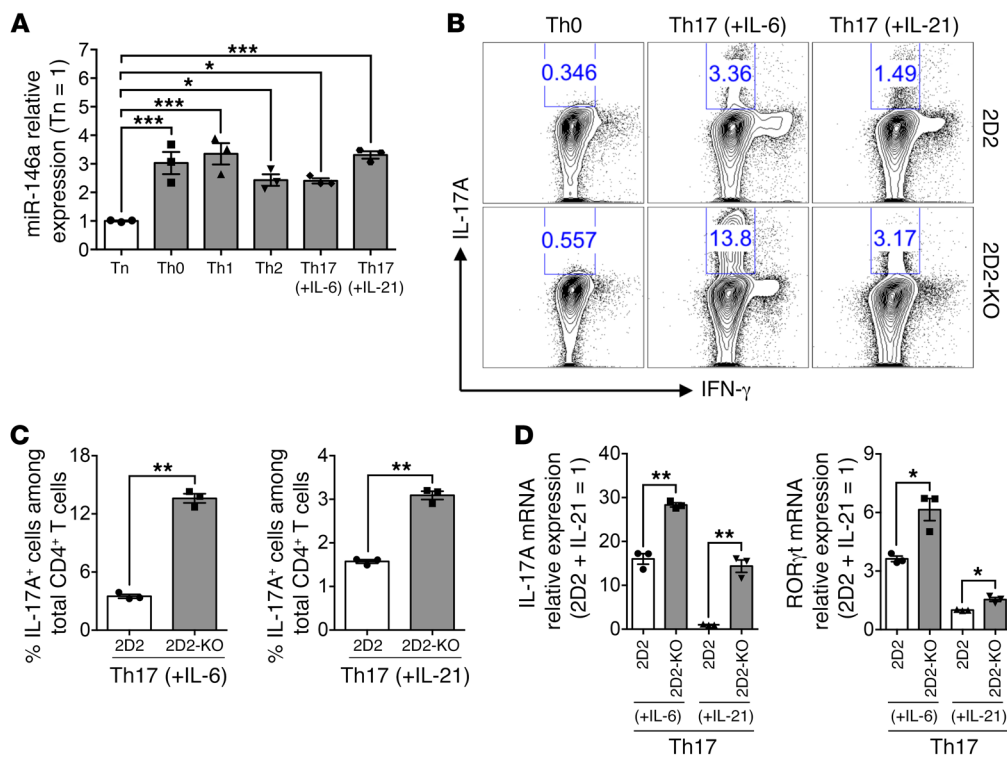 A
miR-146a relative
expression (Tn = 1)
7
6
5
4
3
2
1
0
***
*
*
***
***
Tn
Th0
Th1
Th2
Th17
(+IL-6)
Th17
(+IL-21)
B
Th0
Th17 (+IL-6)
Th17 (+IL-21)
0.346
3.36
1.49
2D2
0.557
13.8
3.17
2D2-KO
IL-17A
IFN-γ
C
% IL-17A⁺ cells among
total CD4⁺ T cells
18
12
6
0
**
2D2
2D2-KO
Th17 (+IL-6)
% IL-17A⁺ cells among
total CD4⁺ T cells
4
3
2
1
0
**
2D2
2D2-KO
Th17 (+IL-21)
D
IL-17A mRNA
relative expression
(2D2 + IL-21 = 1)
40
30
20
10
0
**
**
2D2
2D2-KO
2D2
2D2-KO
(+IL-6)
(+IL-21)
Th17
RORγt mRNA
relative expression
(2D2 + IL-21 = 1)
9
6
3
0
*
*
2D2
2D2-KO
2D2
2D2-KO
(+IL-6)
(+IL-21)
Th17